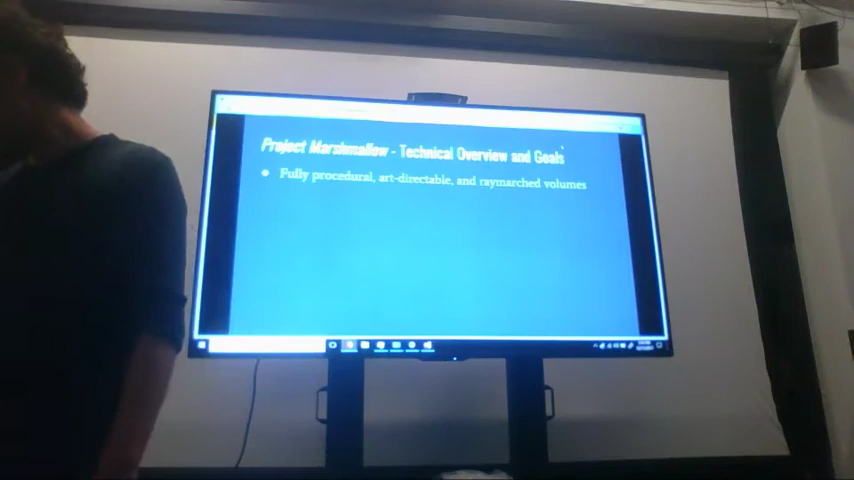 Project Marshmallow - Technical Overview and Goals
Fully procedural, art-directable, and raymarched volumes